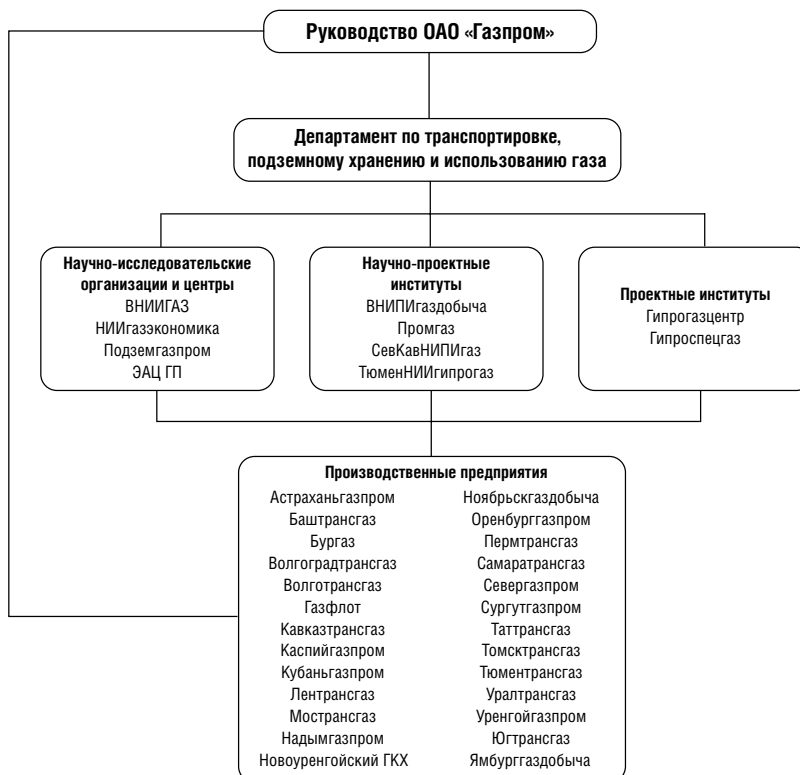 Руководство ОАО «Газпром»
Департамент по транспортировке,
подземному хранению и использованию газа
Научно-исследовательские
организации и центры
ВНИИГАЗ
НИИгазэкономика
Подземгазпром
ЭАЦ ГП
Научно-проектные
институты
ВНИПИгаздобыча
Промгаз
СевКавНИПИгаз
ТюменНИИгипрогаз
Проектные институты
Гипрогазцентр
Гипроспецгаз
Производственные предприятия
Астраханьгазпром
Баштрансгаз
Бургаз
Волгоградтрансгаз
Волготрансгаз
Газфлот
Кавказтрансгаз
Каспийгазпром
Кубаньгазпром
Лентрансгаз
Мострансгаз
Надымгазпром
Новоуренгойский ГКХ
Ноябрьскгаздобыча
Оренбурггазпром
Пермтрансгаз
Самаратрансгаз
Севергазпром
Сургутгазпром
Таттрансгаз
Томсктрансгаз
Тюментрансгаз
Уралтрансгаз
Уренгойгазпром
Югтрансгаз
Ямбурггаздобыча